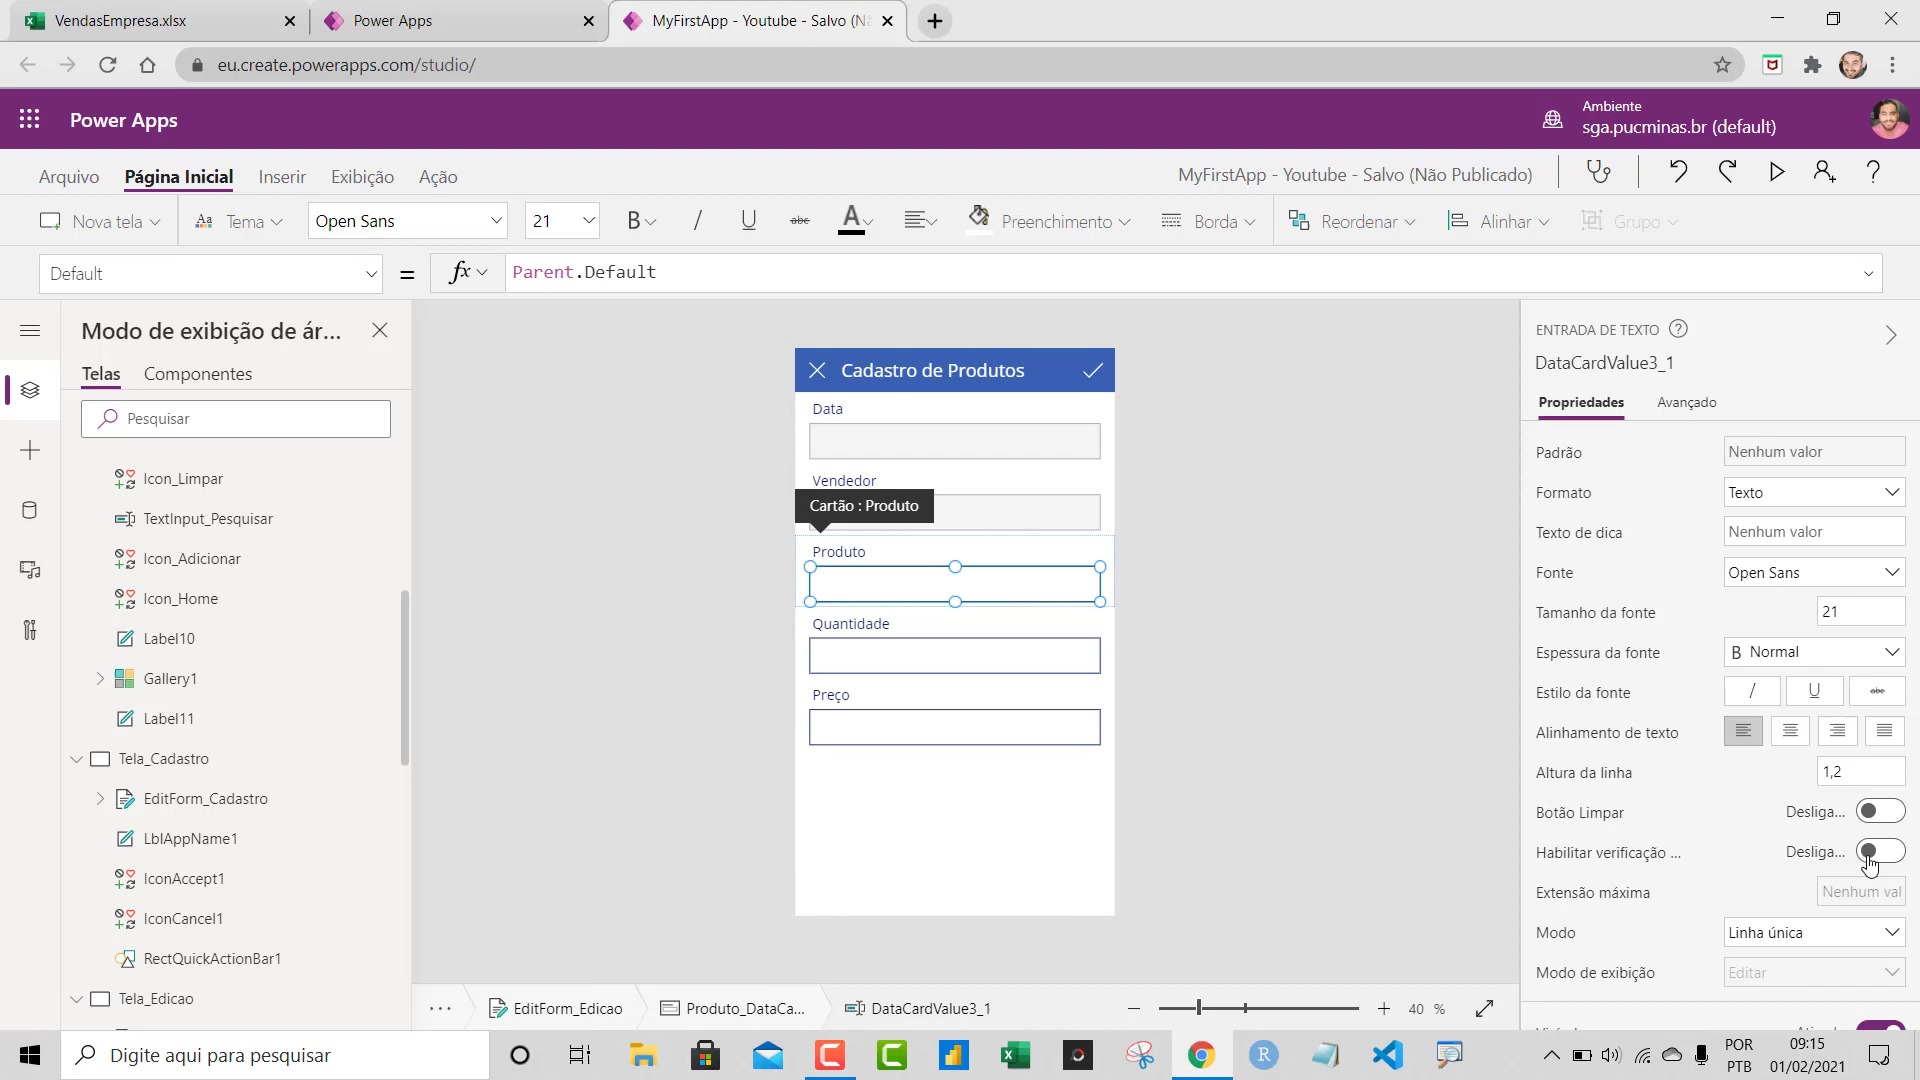 VendasEmpresa.xlsx
Power Apps
MyFirstApp - Youtube - Salvo (N
eu.create.powerapps.com/studio/
Power Apps
Ambiente
sga.pucminas.br (default)
Arquivo
Página Inicial
Inserir
Exibição
Ação
MyFirstApp - Youtube - Salvo (Não Publicado)
Nova tela
Tema
Open Sans
21
Preenchimento
Borda
Reordenar
Alinhar
Grupo
Default
=
fx
Parent.Default
Modo de exibição de ár...
Telas
Componentes
Pesquisar
Icon_Limpar
TextInput_Pesquisar
Icon_Adicionar
Icon_Home
Label10
Gallery1
Label11
Tela_Cadastro
EditForm_Cadastro
LblAppName1
IconAccept1
IconCancel1
RectQuickActionBar1
Tela_Edicao
Cadastro de Produtos
Data
Vendedor
Cartão : Produto
Produto
Quantidade
Preço
...
EditForm_Edicao
Produto_DataCa...
DataCardValue3_1
40 %
ENTRADA DE TEXTO
DataCardValue3_1
Propriedades
Avançado
Padrão
Nenhum valor
Formato
Texto
Texto de dica
Nenhum valor
Fonte
Open Sans
Tamanho da fonte
21
Espessura da fonte
B Normal
Estilo da fonte
/ U abc
Alinhamento de texto
Altura da linha
1,2
Botão Limpar
Desliga...
Habilitar verificação ...
Desliga...
Extensão máxima
Nenhum val
Modo
Linha única
Modo de exibição
Editar
Digite aqui para pesquisar
POR
PTB
09:15
01/02/2021